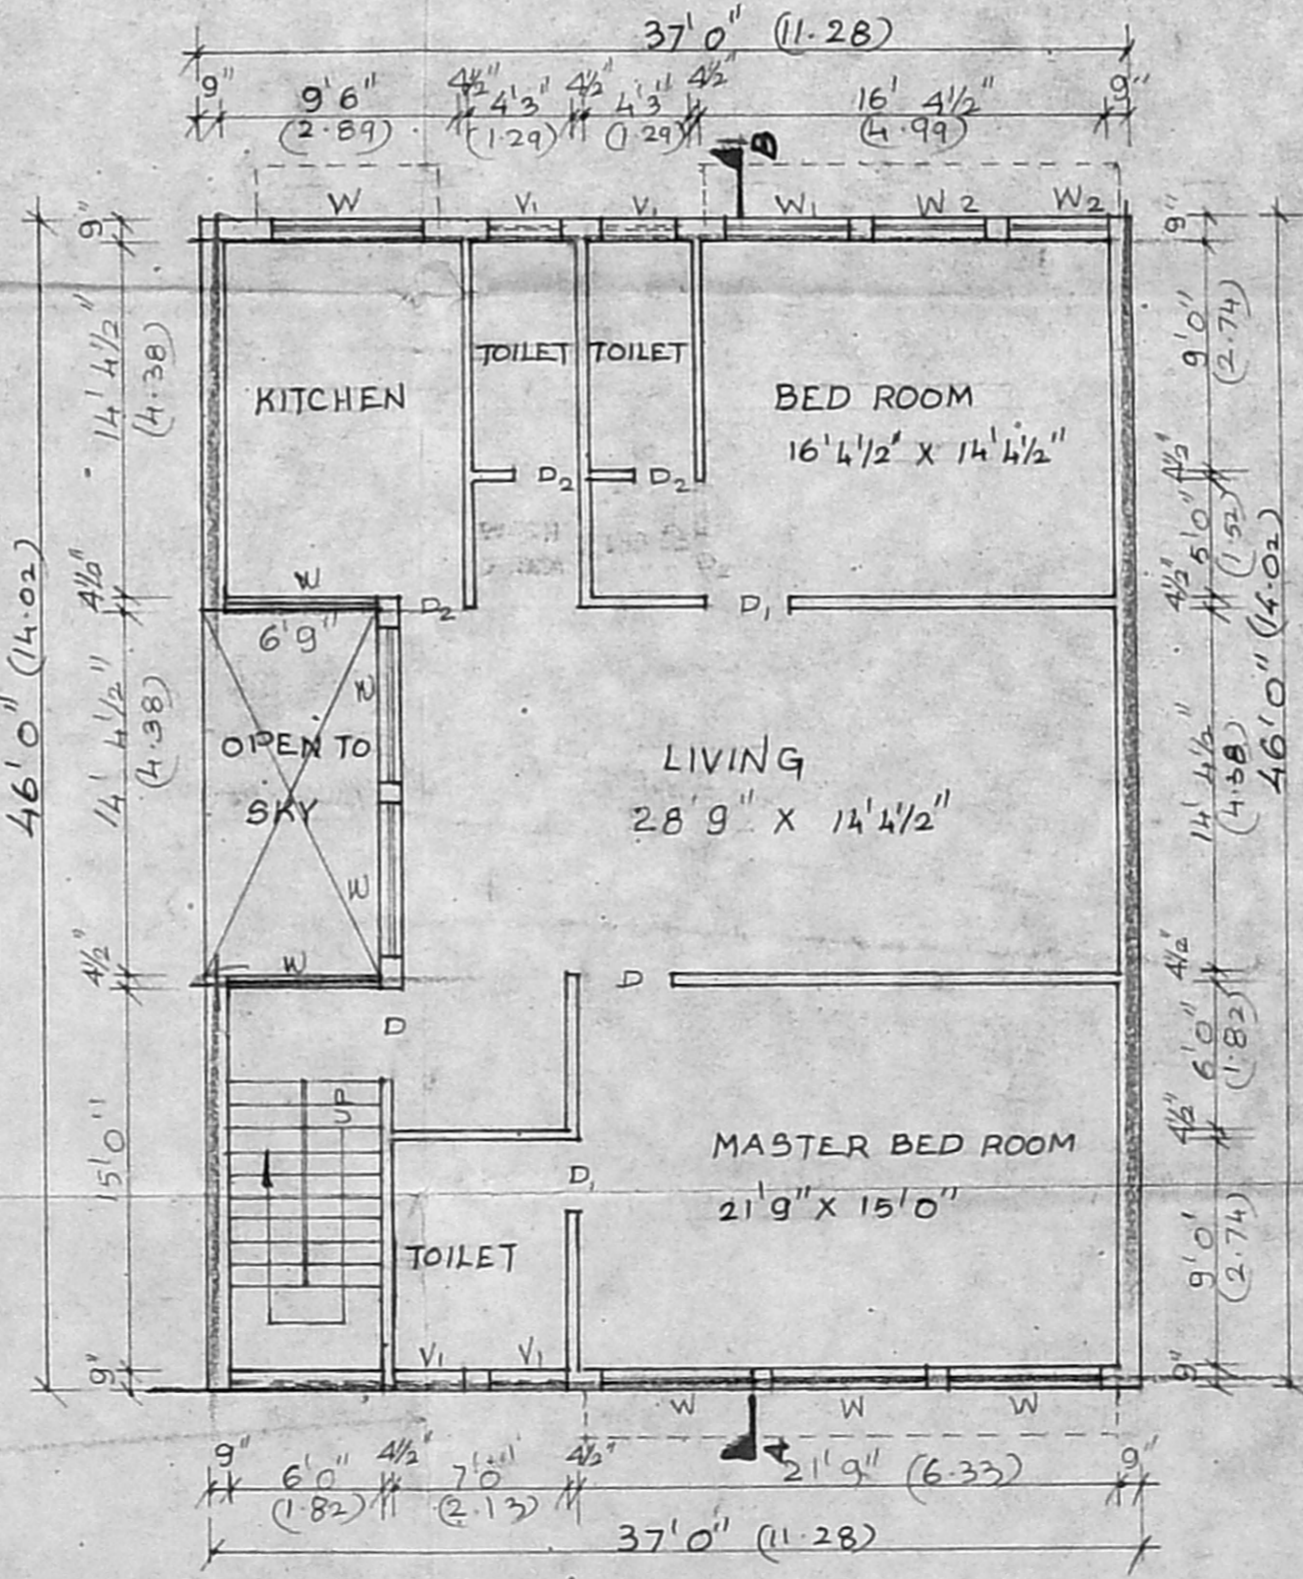 37'0" (11.28)
9" 9'6" 4½" 4'3" 4½" 4'3" 4½" 16' 4½" 9"
(2.89) (1.29) (1.29) (4.99)
B
W V1 V1 W1 W2 W2
9" 9"
14' 4½"
(4.38)
9'0"
(2.74)
TOILET TOILET
KITCHEN BED ROOM
16'4½" X 14'4½"
D2 D2
4½"
5'0"
(1.52)
W D2 D1
4½" 4½"
6'9"
W
46'0" (14.02)
14' 4½"
(4.38)
OPEN TO
SKY
LIVING
28'9" X 14'4½"
14' 4½"
(4.38)
46'0" (14.02)
W
W D
4½" 4½"
D
6'0"
(1.82)
UP
4½"
15'0"
MASTER BED ROOM
D1
21'9" X 15'0"
TOILET
9'0'
(2.74)
V1 V1
9" 9"
W W W
A
9" 6'0" 4½" 7'0" 4½" 21'9" (6.33) 9"
(1.82) (2.13)
37'0" (11.28)